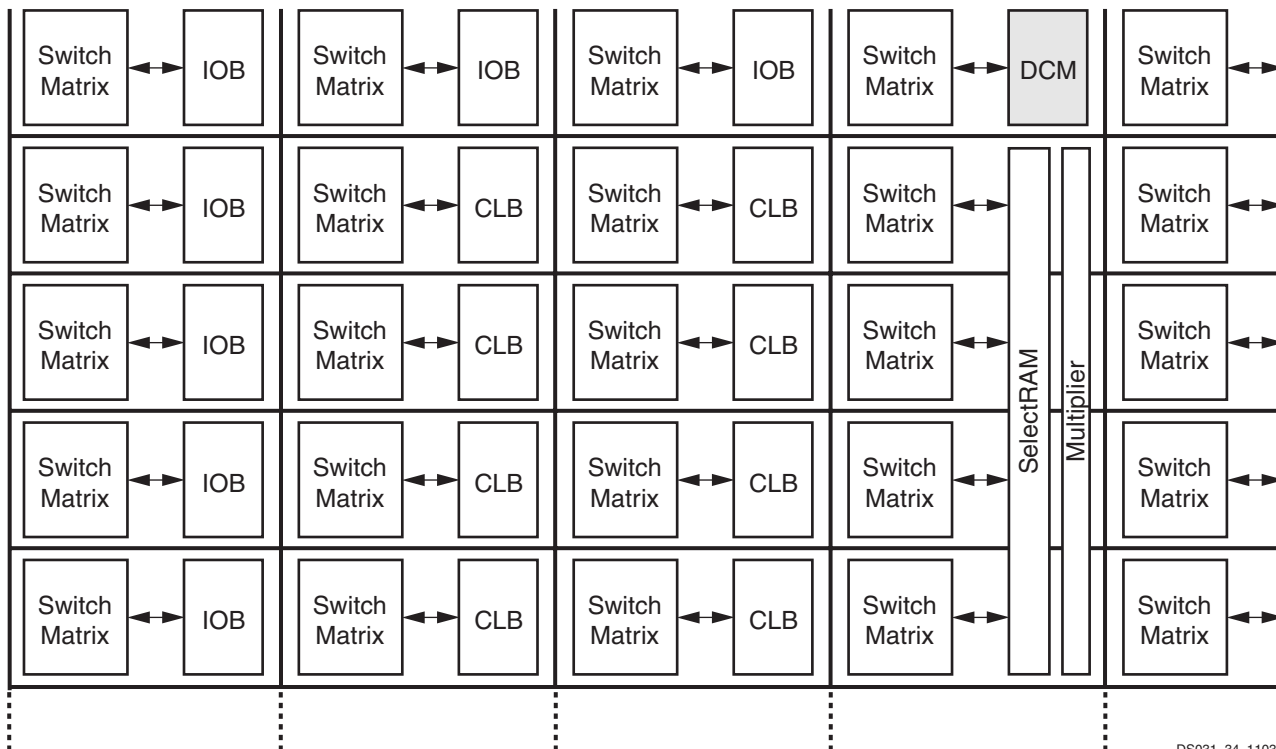 Switch Matrix IOB Switch Matrix IOB Switch Matrix IOB Switch Matrix DCM Switch Matrix
Switch Matrix IOB Switch Matrix CLB Switch Matrix CLB Switch Matrix Switch Matrix
Switch Matrix IOB Switch Matrix CLB Switch Matrix CLB Switch Matrix Switch Matrix
SelectRAM
Multiplier
Switch Matrix IOB Switch Matrix CLB Switch Matrix CLB Switch Matrix Switch Matrix
Switch Matrix IOB Switch Matrix CLB Switch Matrix CLB Switch Matrix Switch Matrix